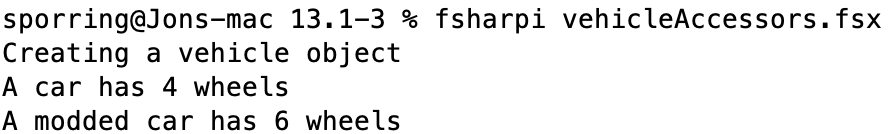 sporring@Jons-mac 13.1-3 % fsharpi vehicleAccessors.fsx
Creating a vehicle object
A car has 4 wheels
A modded car has 6 wheels